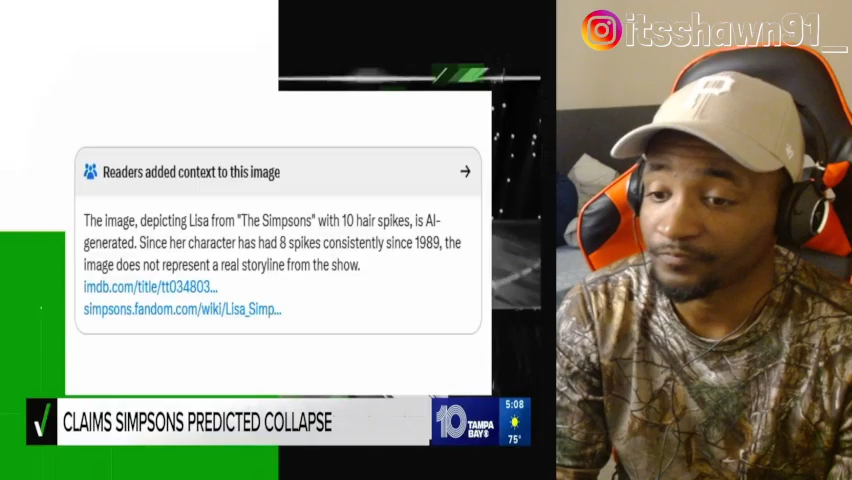 itsshawn91_
Readers added context to this image
The image, depicting Lisa from "The Simpsons" with 10 hair spikes, is AI-
generated. Since her character has had 8 spikes consistently since 1989, the
image does not represent a real storyline from the show.
imdb.com/title/tt034803...
simpsons.fandom.com/wiki/Lisa_Simp...
CLAIMS SIMPSONS PREDICTED COLLAPSE
10
TAMPA
BAY
5:08
75°
P